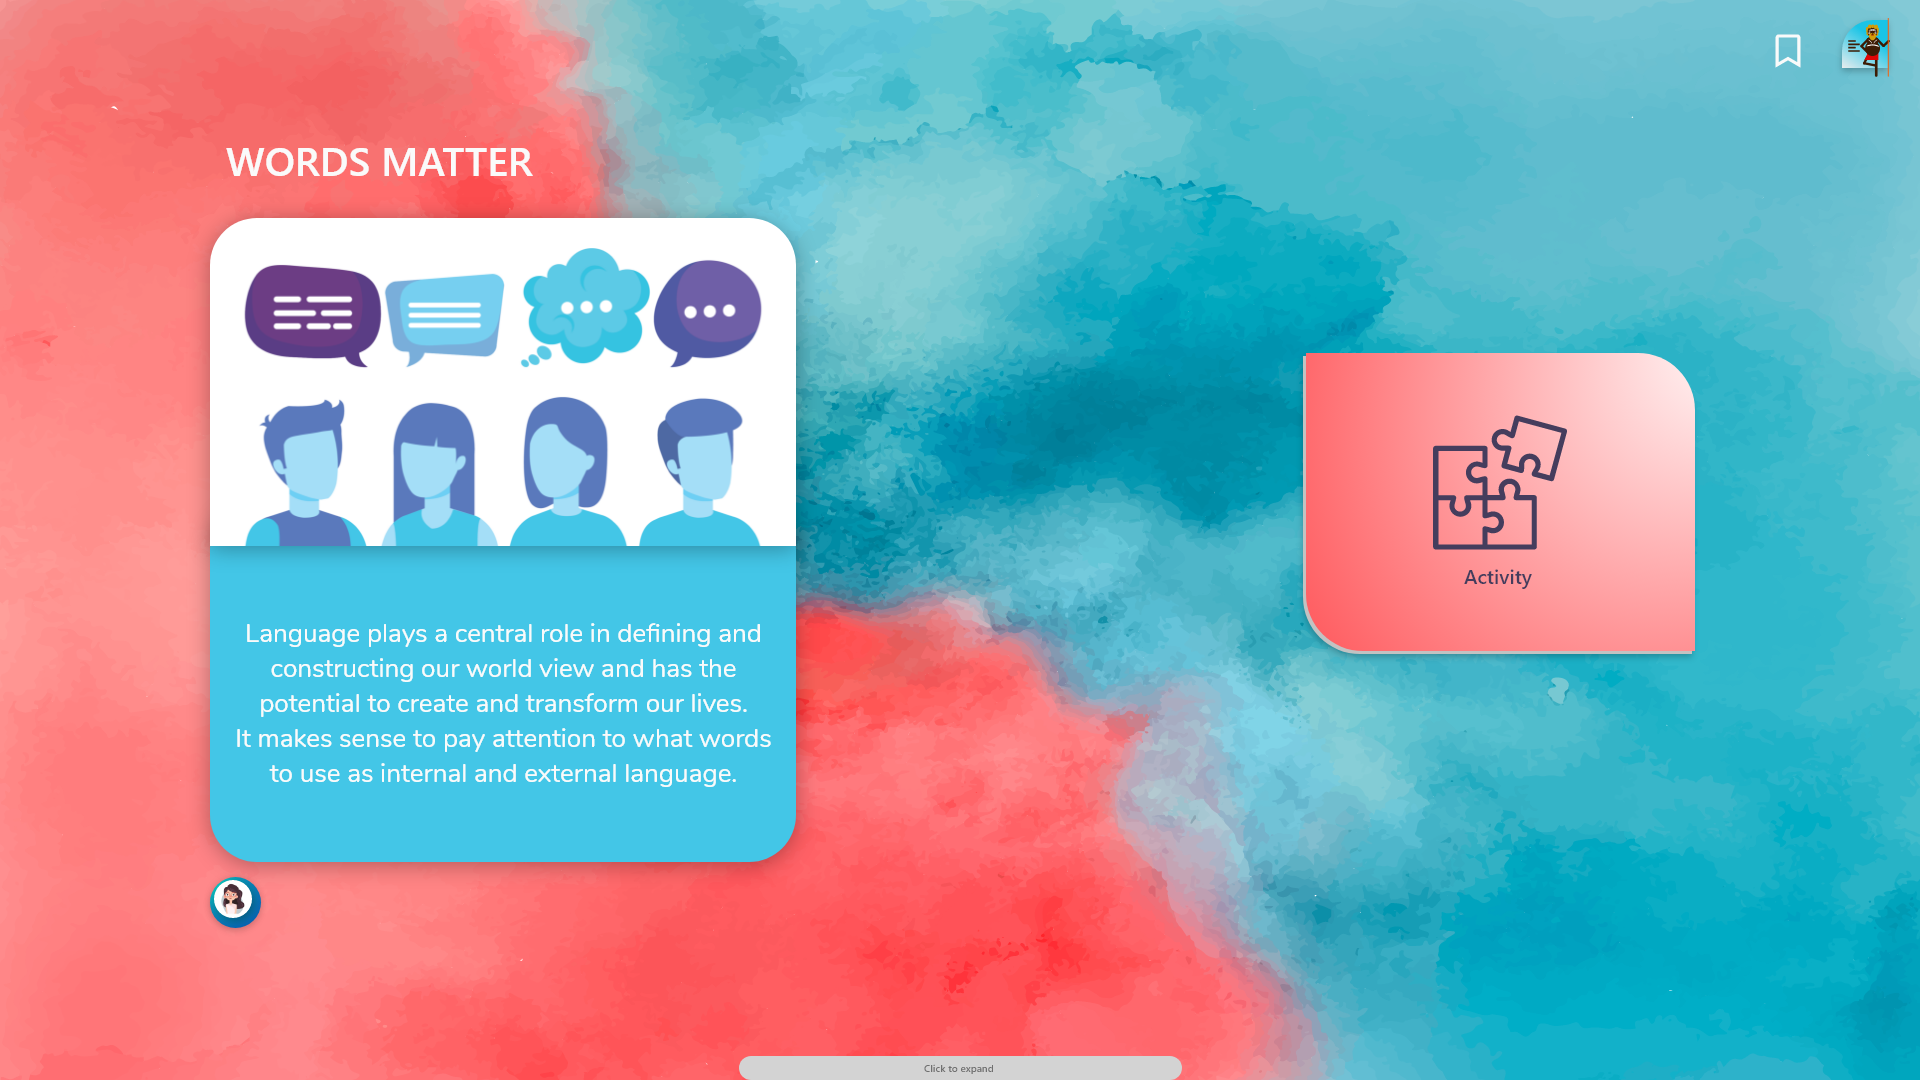 WORDS MATTER
Language plays a central role in defining and
constructing our world view and has the
potential to create and transform our lives.
It makes sense to pay attention to what words
to use as internal and external language.
Activity
Click to expand